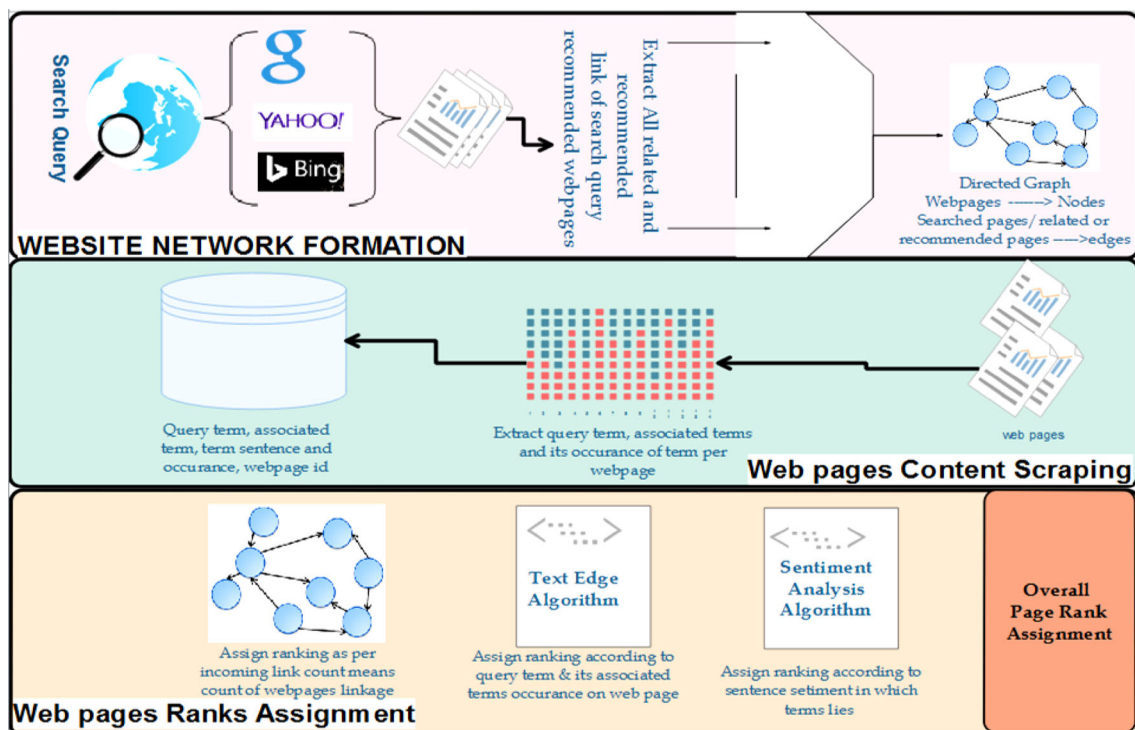 Search Query
g
YAHOO!
Bing
Extract All related and
recommended
link of search query
recommended webpages
Directed Graph
Webpages -------> Nodes
Searched pages/ related or
recommended pages ----->edges
WEBSITE NETWORK FORMATION
Query term, associated
term, term sentence and
occurance, webpage id
Extract query term, associated terms
and its occurance of term per
webpage
web pages
Web pages Content Scraping
Assign ranking as per
incoming link count means
count of webpages linkage
Text Edge
Algorithm
Assign ranking according to
query term & its associated
terms occurance on web page
Sentiment
Analysis
Algorithm
Assign ranking according to
sentence setiment in which
terms lies
Overall
Page Rank
Assignment
Web pages Ranks Assignment